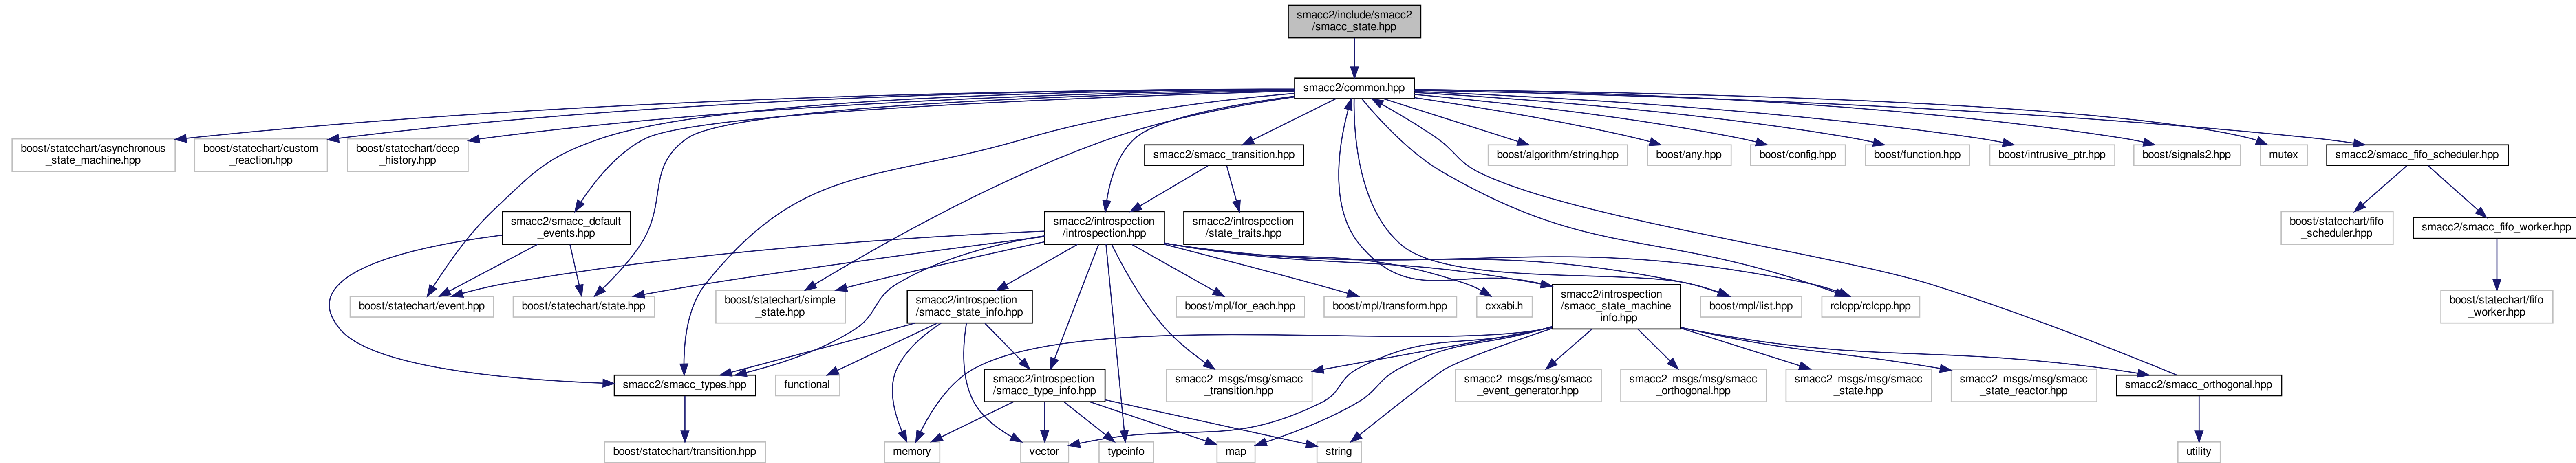 smacc2/include/smacc2
/smacc_state.hpp
smacc2/common.hpp
boost/statechart/asynchronous
_state_machine.hpp
boost/statechart/custom
_reaction.hpp
boost/statechart/deep
_history.hpp
smacc2/smacc_transition.hpp
boost/algorithm/string.hpp
boost/any.hpp
boost/config.hpp
boost/function.hpp
boost/intrusive_ptr.hpp
boost/signals2.hpp
mutex
smacc2/smacc_fifo_scheduler.hpp
smacc2/smacc_default
_events.hpp
smacc2/introspection
/introspection.hpp
smacc2/introspection
/state_traits.hpp
boost/statechart/fifo
_scheduler.hpp
smacc2/smacc_fifo_worker.hpp
boost/statechart/event.hpp
boost/statechart/state.hpp
boost/statechart/simple
_state.hpp
smacc2/introspection
/smacc_state_info.hpp
boost/mpl/for_each.hpp
boost/mpl/transform.hpp
cxxabi.h
smacc2/introspection
/smacc_state_machine
_info.hpp
boost/mpl/list.hpp
rclcpp/rclcpp.hpp
boost/statechart/fifo
_worker.hpp
smacc2/smacc_types.hpp
functional
smacc2/introspection
/smacc_type_info.hpp
smacc2_msgs/msg/smacc
_transition.hpp
smacc2_msgs/msg/smacc
_event_generator.hpp
smacc2_msgs/msg/smacc
_orthogonal.hpp
smacc2_msgs/msg/smacc
_state.hpp
smacc2_msgs/msg/smacc
_state_reactor.hpp
smacc2/smacc_orthogonal.hpp
boost/statechart/transition.hpp
memory
vector
typeinfo
map
string
utility